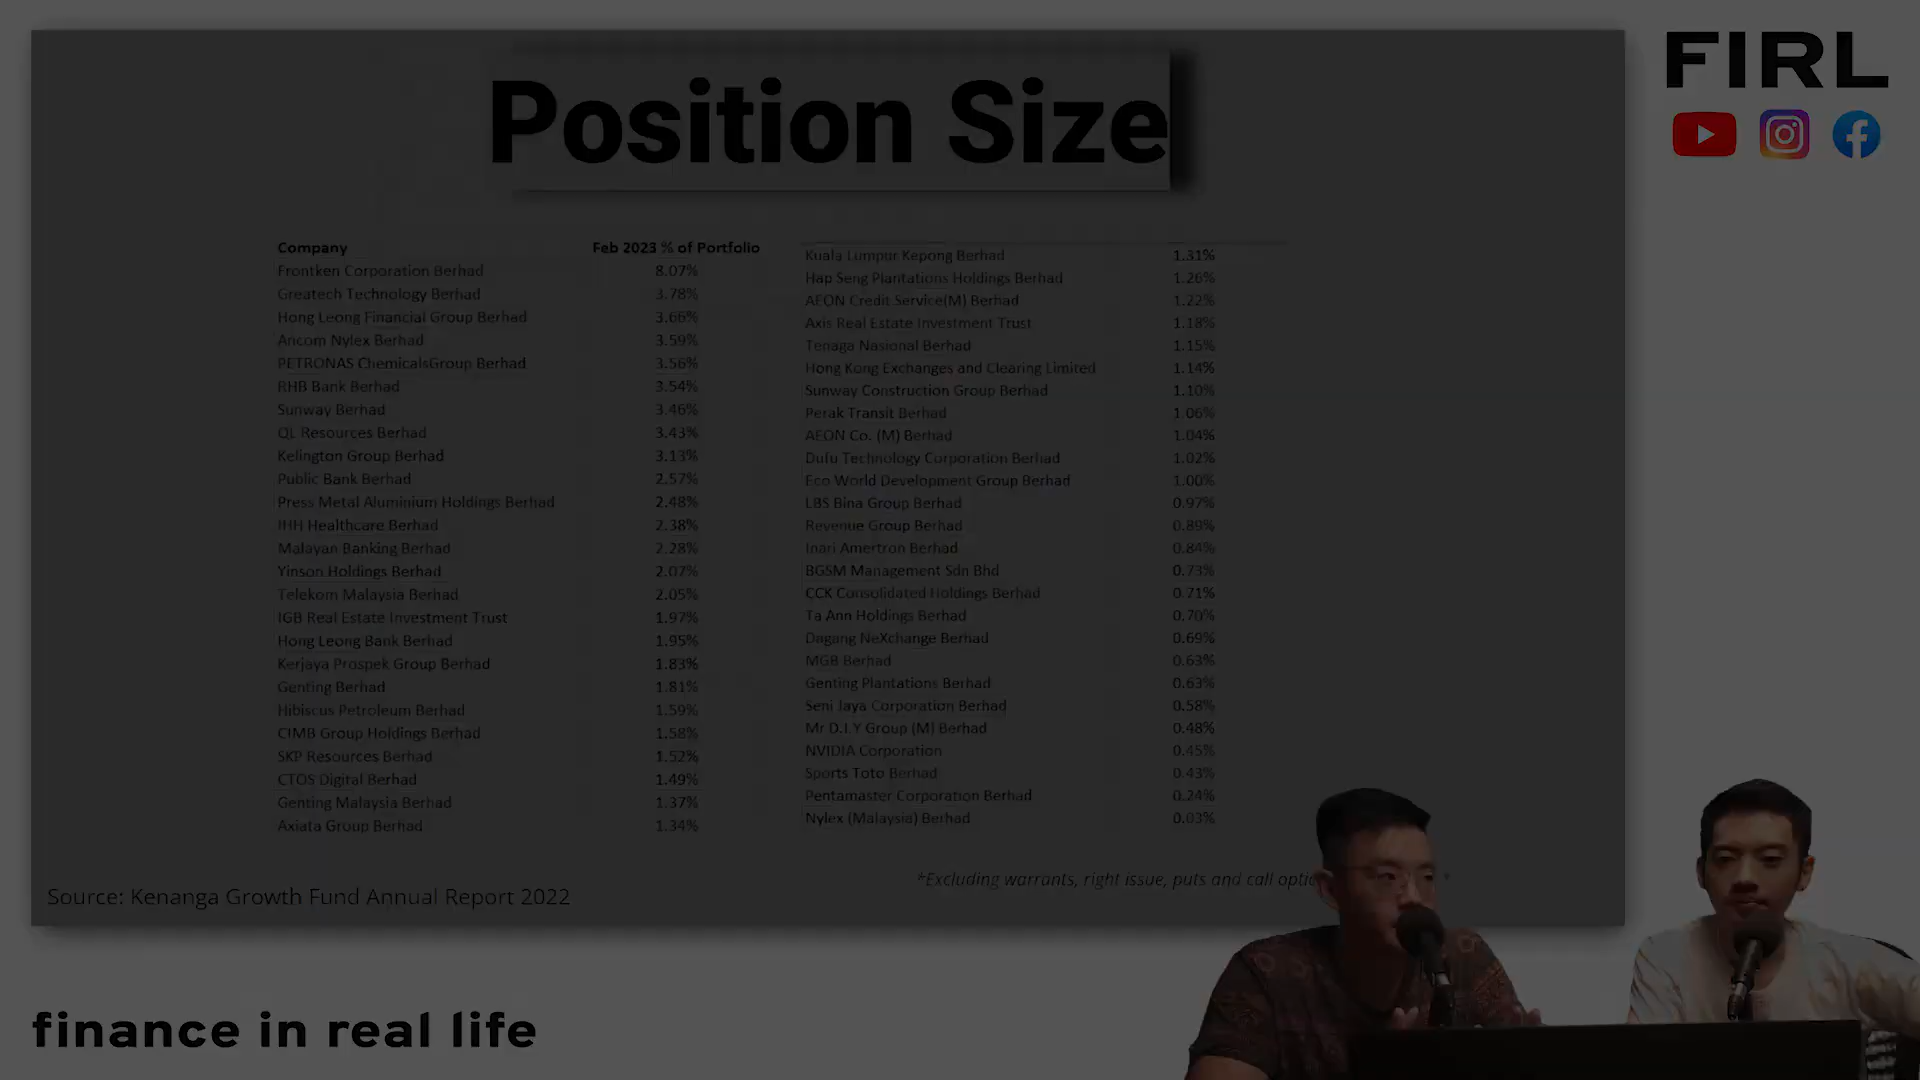 FIRL
Position Size
Company Feb 2023 % of Portfolio
Frontken Corporation Berhad 8.07%
Greatech Technology Berhad 3.78%
Hong Leong Financial Group Berhad 3.66%
Ancom Nylex Berhad 3.59%
PETRONAS ChemicalsGroup Berhad 3.56%
RHB Bank Berhad 3.54%
Sunway Berhad 3.46%
QL Resources Berhad 3.43%
Kelington Group Berhad 3.13%
Public Bank Berhad 2.57%
Press Metal Aluminium Holdings Berhad 2.48%
IHH Healthcare Berhad 2.38%
Malayan Banking Berhad 2.28%
Yinson Holdings Berhad 2.07%
Telekom Malaysia Berhad 2.05%
IGB Real Estate Investment Trust 1.97%
Hong Leong Bank Berhad 1.95%
Kerjaya Prospek Group Berhad 1.83%
Genting Berhad 1.81%
Hibiscus Petroleum Berhad 1.59%
CIMB Group Holdings Berhad 1.58%
SKP Resources Berhad 1.52%
CTOS Digital Berhad 1.49%
Genting Malaysia Berhad 1.37%
Axiata Group Berhad 1.34%
Kuala Lumpur Kepong Berhad 1.31%
Hap Seng Plantations Holdings Berhad 1.26%
AEON Credit Service(M) Berhad 1.22%
Axis Real Estate Investment Trust 1.18%
Tenaga Nasional Berhad 1.15%
Hong Kong Exchanges and Clearing Limited 1.14%
Sunway Construction Group Berhad 1.10%
Perak Transit Berhad 1.06%
AEON Co. (M) Berhad 1.04%
Dufu Technology Corporation Berhad 1.02%
Eco World Development Group Berhad 1.00%
LBS Bina Group Berhad 0.97%
Revenue Group Berhad 0.89%
Inari Amertron Berhad 0.84%
BGSM Management Sdn Bhd 0.73%
CCK Consolidated Holdings Berhad 0.71%
Ta Ann Holdings Berhad 0.70%
Dagang NeXchange Berhad 0.69%
MGB Berhad 0.63%
Genting Plantations Berhad 0.63%
Seni Jaya Corporation Berhad 0.58%
Mr D.I.Y Group (M) Berhad 0.48%
NVIDIA Corporation 0.45%
Sports Toto Berhad 0.43%
Pentamaster Corporation Berhad 0.24%
Nylex (Malaysia) Berhad 0.03%
*Excluding warrants, right issue, puts and call
Source: Kenanga Growth Fund Annual Report 2022
finance in real life